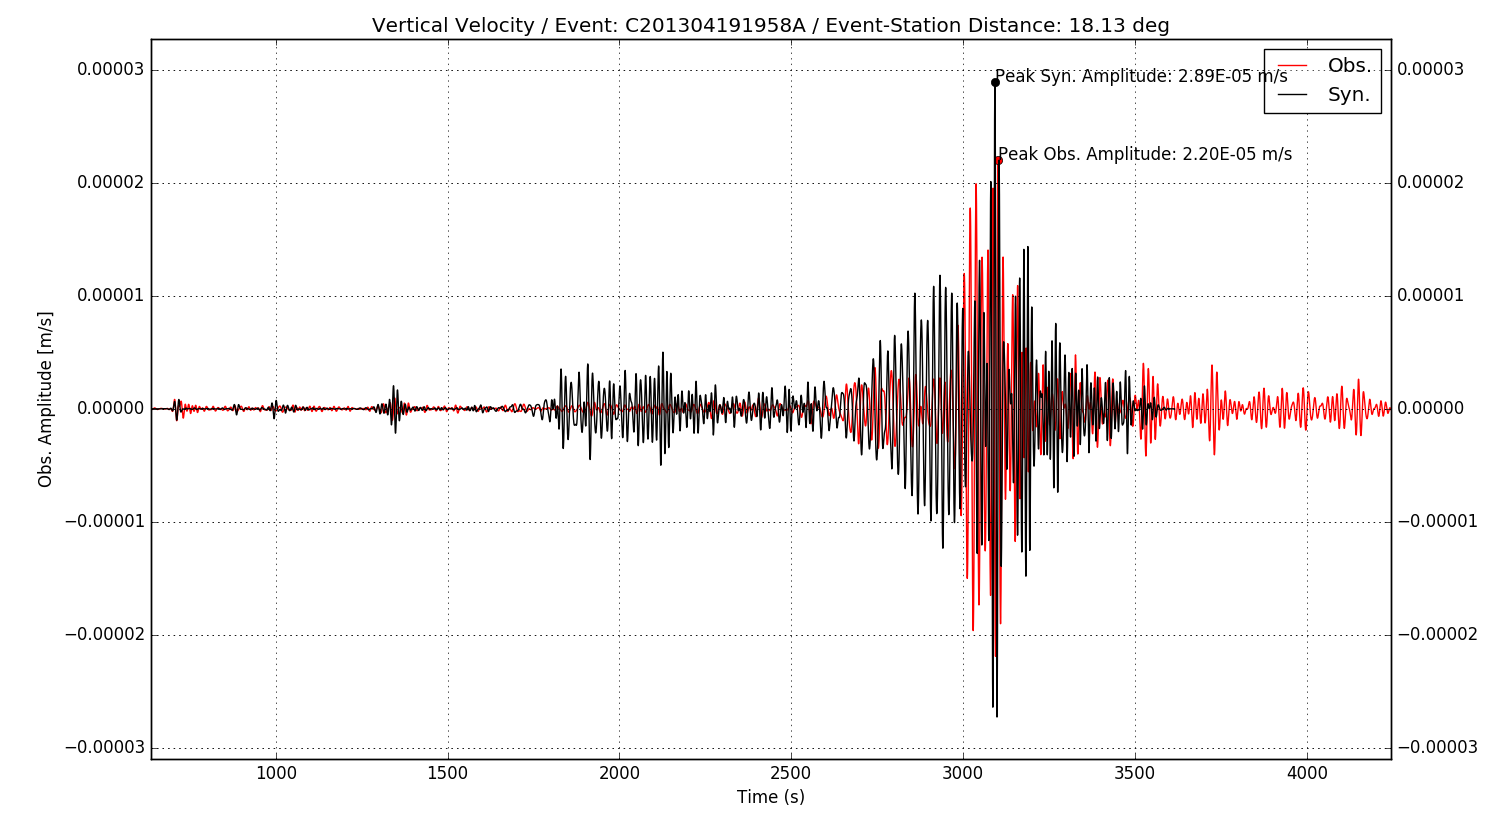 Vertical Velocity / Event: C201304191958A / Event-Station Distance: 18.13 deg
Obs. Amplitude [m/s]
0.00003
0.00002
0.00001
0.00000
−0.00001
−0.00002
−0.00003
Peak Syn. Amplitude: 2.89E-05 m/s
Peak Obs. Amplitude: 2.20E-05 m/s
Obs.
Syn.
0.00003
0.00002
0.00001
0.00000
−0.00001
−0.00002
−0.00003
1000 1500 2000 2500 3000 3500 4000
Time (s)